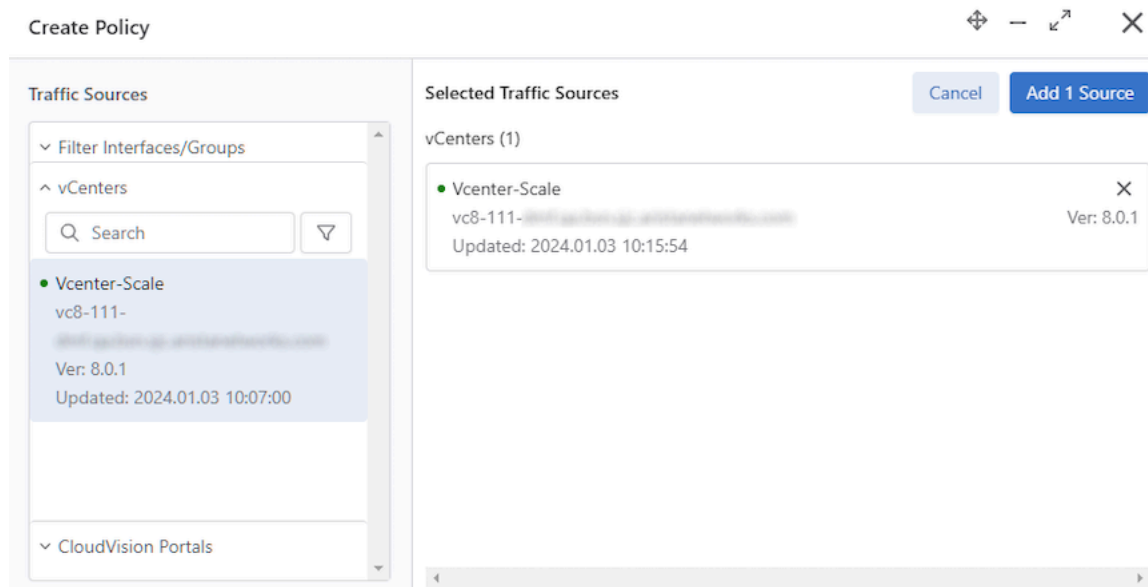 Create Policy
Traffic Sources
Filter Interfaces/Groups
vCenters
Search
Vcenter-Scale
vc8-111-
Ver: 8.0.1
Updated: 2024.01.03 10:07:00
CloudVision Portals
Selected Traffic Sources
Cancel
Add 1 Source
vCenters (1)
Vcenter-Scale
vc8-111-
Ver: 8.0.1
Updated: 2024.01.03 10:15:54